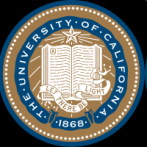 THE·UNIVERSITY·OF·CALIFORNIA
LET THERE BE LIGHT
·1868·